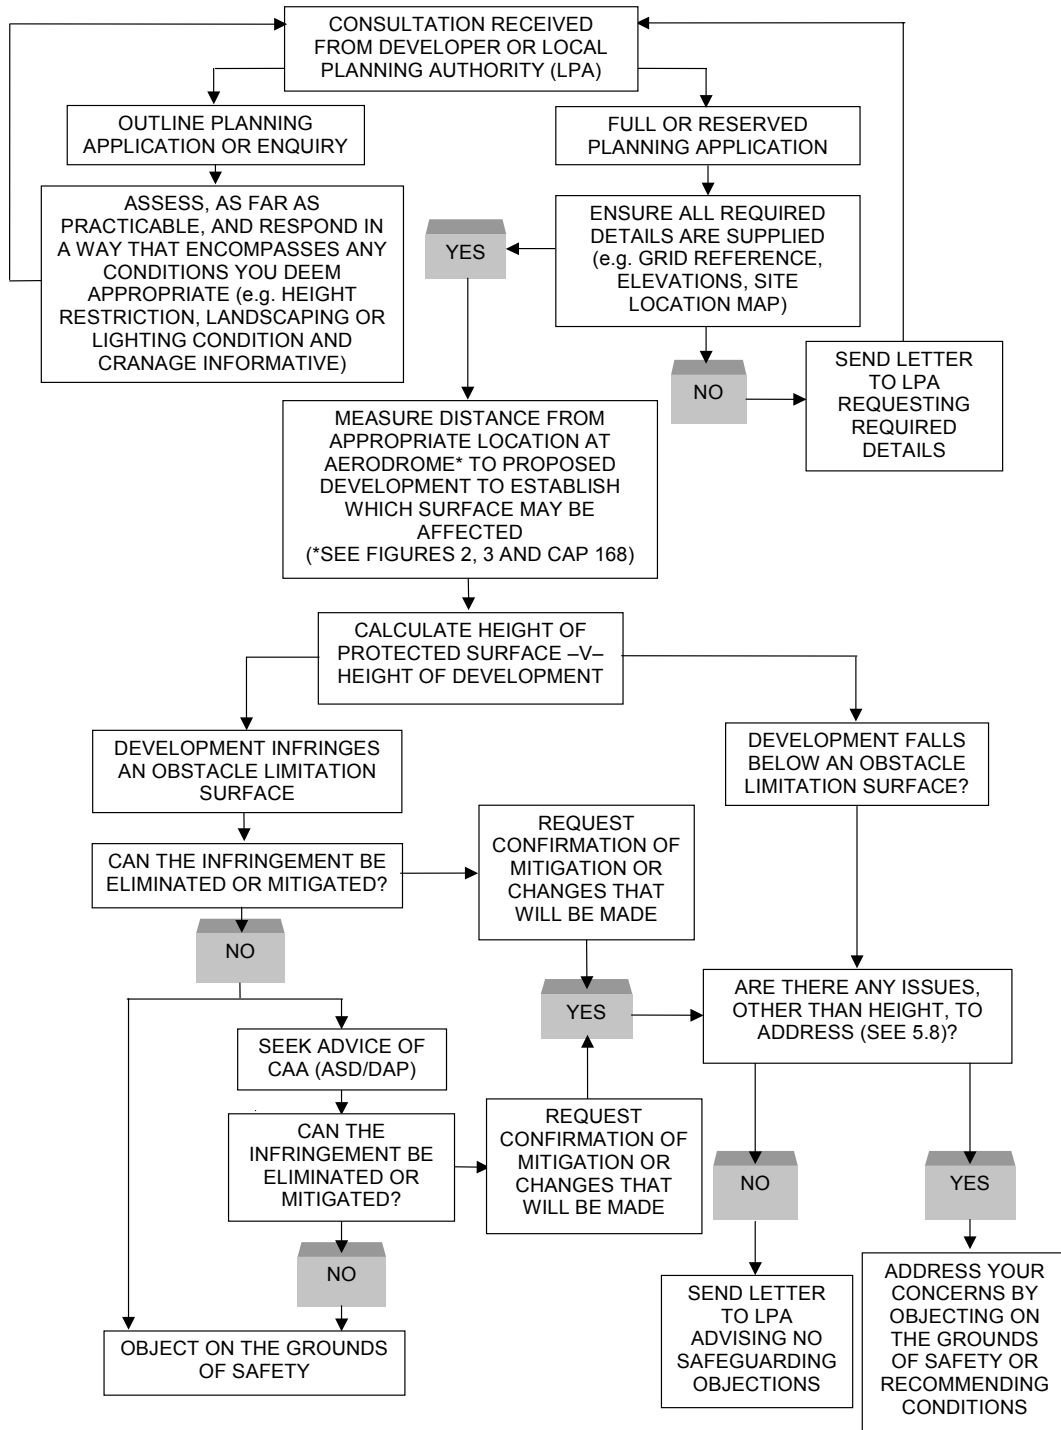 CONSULTATION RECEIVED
FROM DEVELOPER OR LOCAL
PLANNING AUTHORITY (LPA)
OUTLINE PLANNING
APPLICATION OR ENQUIRY
FULL OR RESERVED
PLANNING APPLICATION
ASSESS, AS FAR AS
PRACTICABLE, AND RESPOND IN
A WAY THAT ENCOMPASSES ANY
CONDITIONS YOU DEEM
APPROPRIATE (e.g. HEIGHT
RESTRICTION, LANDSCAPING OR
LIGHTING CONDITION AND
CRANAGE INFORMATIVE)
YES
ENSURE ALL REQUIRED
DETAILS ARE SUPPLIED
(e.g. GRID REFERENCE,
ELEVATIONS, SITE
LOCATION MAP)
NO
SEND LETTER
TO LPA
REQUESTING
REQUIRED
DETAILS
MEASURE DISTANCE FROM
APPROPRIATE LOCATION AT
AERODROME* TO PROPOSED
DEVELOPMENT TO ESTABLISH
WHICH SURFACE MAY BE
AFFECTED
(*SEE FIGURES 2, 3 AND CAP 168)
CALCULATE HEIGHT OF
PROTECTED SURFACE –V–
HEIGHT OF DEVELOPMENT
DEVELOPMENT INFRINGES
AN OBSTACLE LIMITATION
SURFACE
DEVELOPMENT FALLS
BELOW AN OBSTACLE
LIMITATION SURFACE?
CAN THE INFRINGEMENT BE
ELIMINATED OR MITIGATED?
REQUEST
CONFIRMATION OF
MITIGATION OR
CHANGES THAT
WILL BE MADE
NO
YES
ARE THERE ANY ISSUES,
OTHER THAN HEIGHT, TO
ADDRESS (SEE 5.8)?
SEEK ADVICE OF
CAA (ASD/DAP)
CAN THE
INFRINGEMENT BE
ELIMINATED OR
MITIGATED?
REQUEST
CONFIRMATION OF
MITIGATION OR
CHANGES THAT
WILL BE MADE
NO
YES
NO
OBJECT ON THE GROUNDS
OF SAFETY
SEND LETTER
TO LPA
ADVISING NO
SAFEGUARDING
OBJECTIONS
ADDRESS YOUR
CONCERNS BY
OBJECTING ON
THE GROUNDS
OF SAFETY OR
RECOMMENDING
CONDITIONS